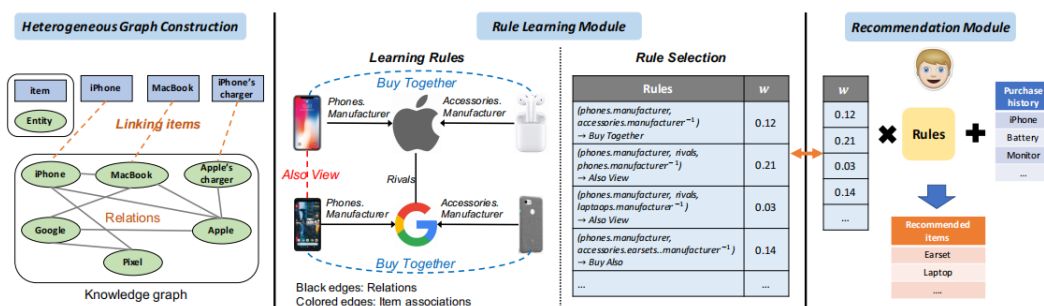 Heterogeneous Graph Construction
item
Entity
iPhone
MacBook
iPhone's
charger
Linking items
iPhone
MacBook
Apple's
charger
Relations
Google
Apple
Pixel
Knowledge graph
Rule Learning Module
Learning Rules
Buy Together
Phones.
Manufacturer
Accessories.
Manufacturer
Also View
Rivals
Phones.
Manufacturer
Accessories.
Manufacturer
Buy Together
Black edges: Relations
Colored edges: Item associations
Rule Selection
Rules w
(phones.manufacturer,
accessories.manufacturer⁻¹)
→ Buy Together
0.12
(phones.manufacturer, rivals,
phones.manufacturer⁻¹)
→ Also View
0.21
(phones.manufacturer, rivals,
laptaops.manufacturer⁻¹)
→ Also View
0.03
(phones.manufacturer,
accessories.earsets..manufacturer⁻¹)
→ Buy Also
0.14
... ...
Recommendation Module
w
0.12
0.21
0.03
0.14
...
Rules
Purchase
history
iPhone
Battery
Monitor
...
Recommended
items
Earset
Laptop
....